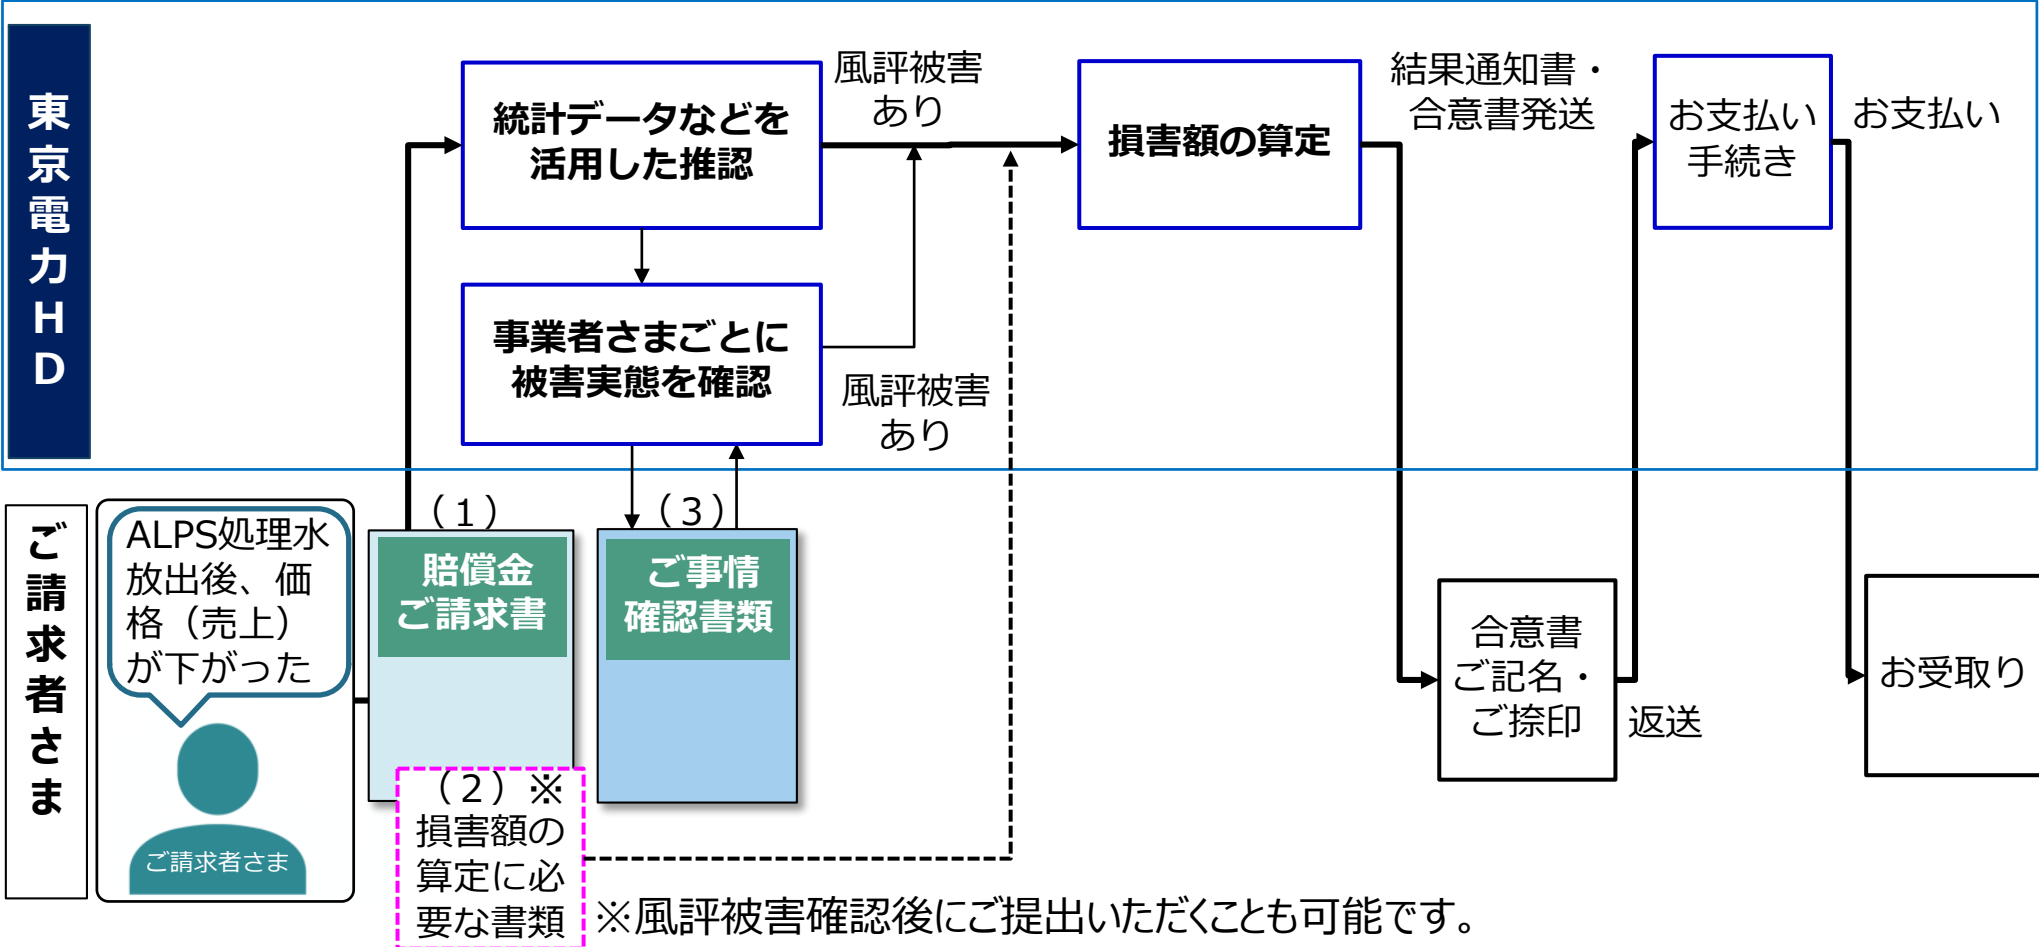 東京電力HD
統計データなどを
活用した推認
風評被害
あり
損害額の算定
結果通知書・
合意書発送
お支払い
手続き
お支払い
事業者さまごとに
被害実態を確認
風評被害
あり
ご請求者さま
ALPS処理水
放出後、価
格（売上）
が下がった
ご請求者さま
（1）
賠償金
ご請求書
（2）※
損害額の
算定に必
要な書類
（3）
ご事情
確認書類
合意書
ご記名・
ご捺印
返送
お受取り
※風評被害確認後にご提出いただくことも可能です。